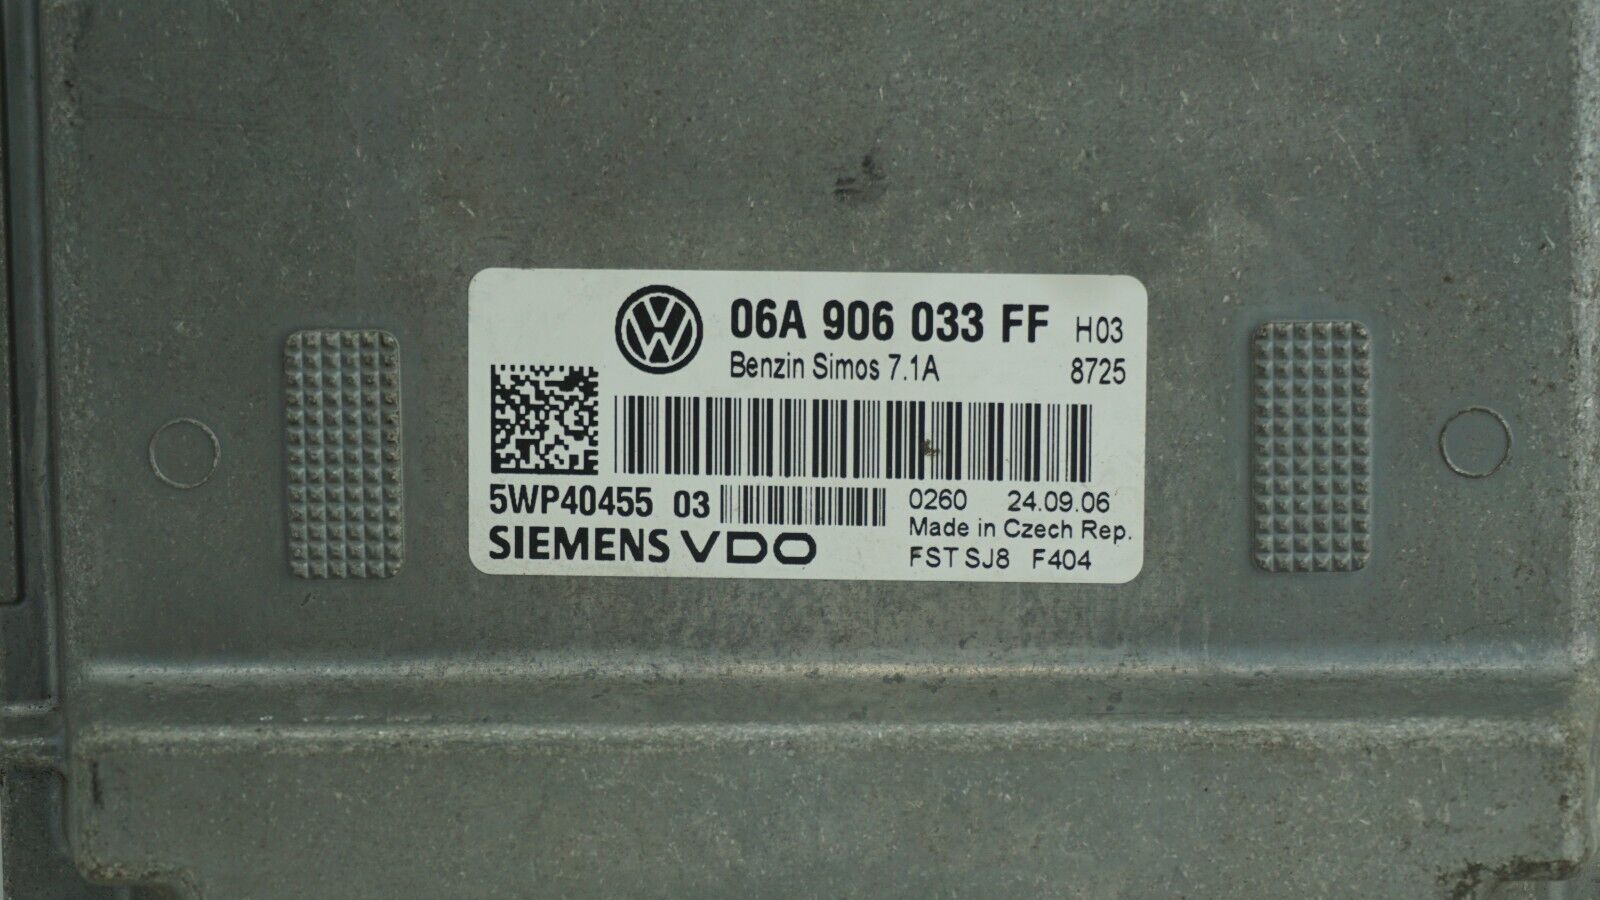 06A 906 033 FF H03
Benzin Simos 7.1A 8725
5WP40455 03 0260 24.09.06
Made in Czech Rep.
SIEMENS VDO FST SJ8 F404